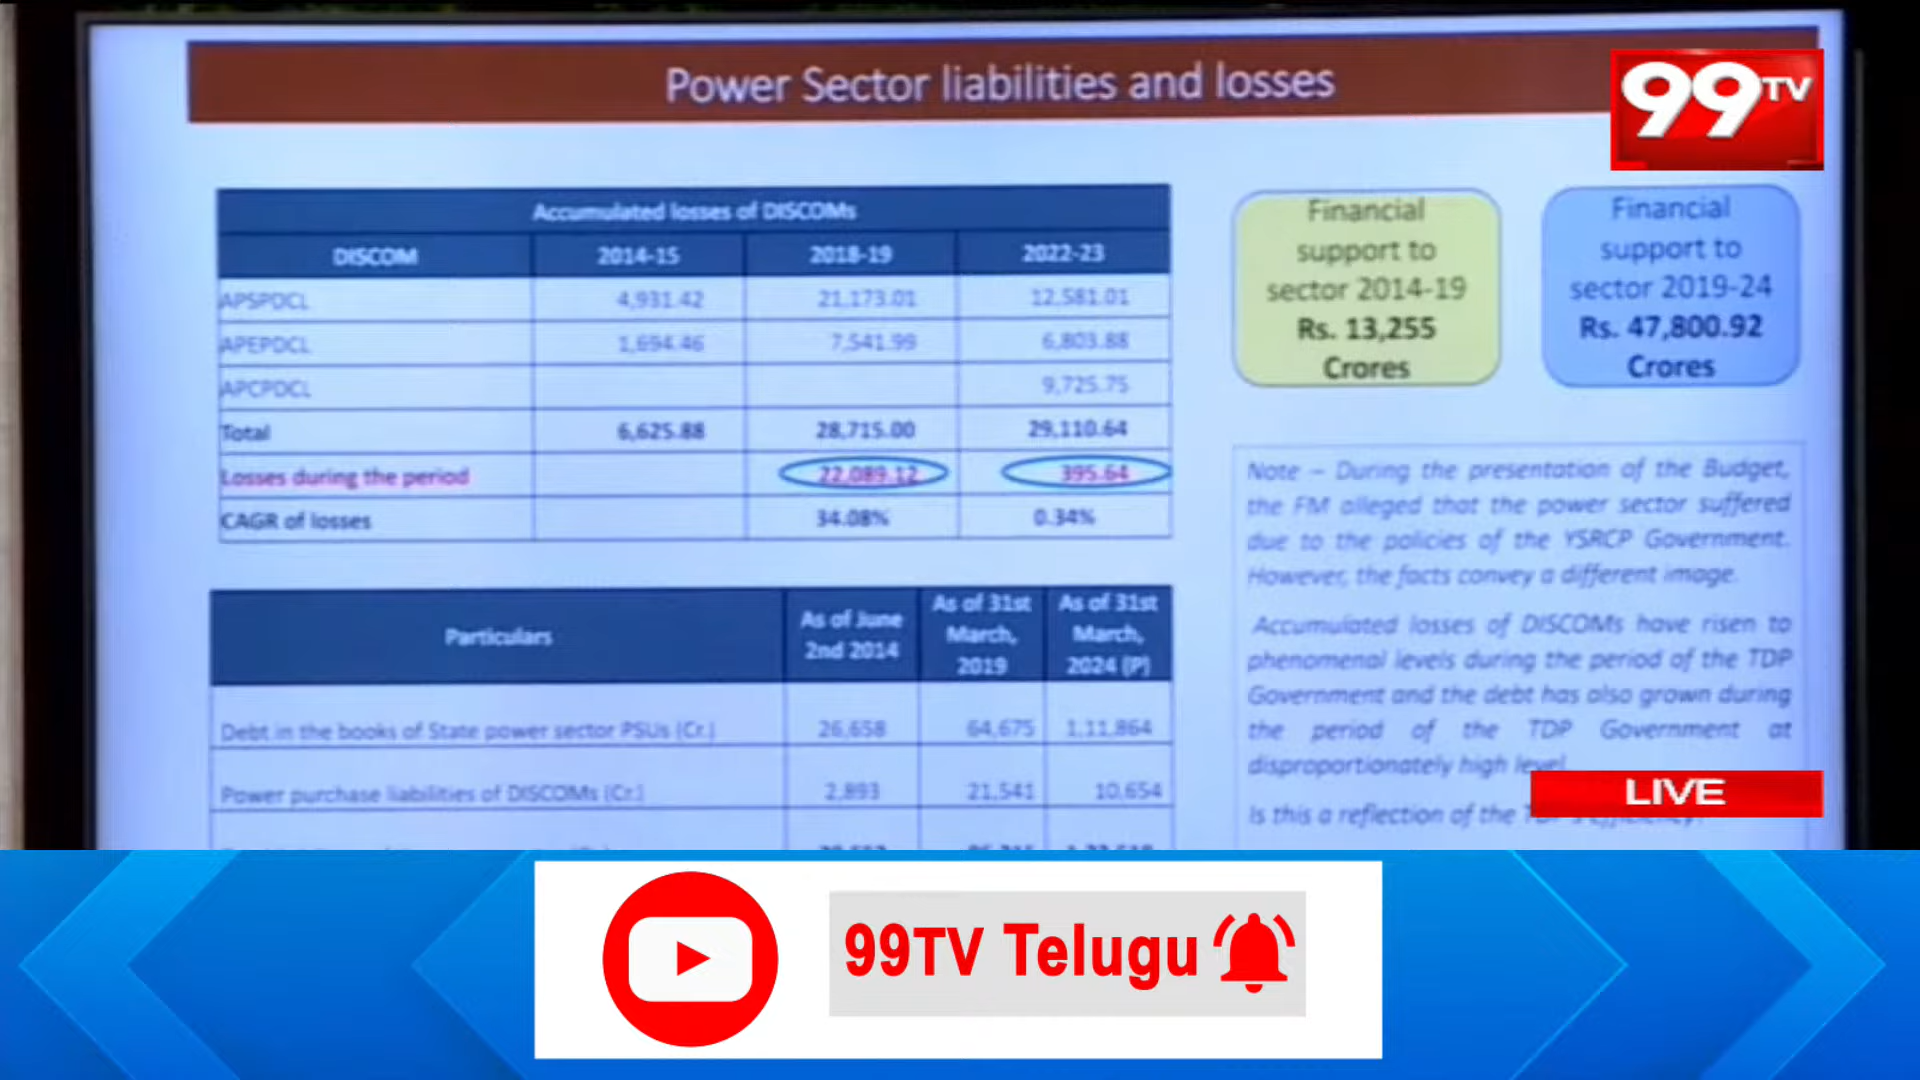 Power Sector liabilities and losses
99TV
Accumulated losses of DISCOMs
DISCOM 2014-15 2018-19 2022-23
APSPDCL 4,931.42 21,173.01 12,581.01
APEPDCL 1,694.46 7,541.99 6,803.88
APCPDCL 9,725.75
Total 6,625.88 28,715.00 29,110.64
Losses during the period 22,089.12 395.64
CAGR of losses 34.08% 0.34%
Financial
support to
sector 2014-19
Rs. 13,255
Crores
Financial
support to
sector 2019-24
Rs. 47,800.92
Crores
Particulars
As of June
2nd 2014
As of 31st
March,
2019
As of 31st
March,
2024 (P)
Debt in the books of State power sector PSUs (Cr.) 26,658 64,675 1,11,864
Power purchase liabilities of DISCOMs (Cr.) 2,893 21,541 10,654
Note – During the presentation of the Budget,
the FM alleged that the power sector suffered
due to the policies of the YSRCP Government.
However, the facts convey a different image.
Accumulated losses of DISCOMs have risen to
phenomenal levels during the period of the TDP
Government and the debt has also grown during
the period of the TDP Government at
disproportionately high level
Is this a reflection of the
LIVE
99TV Telugu